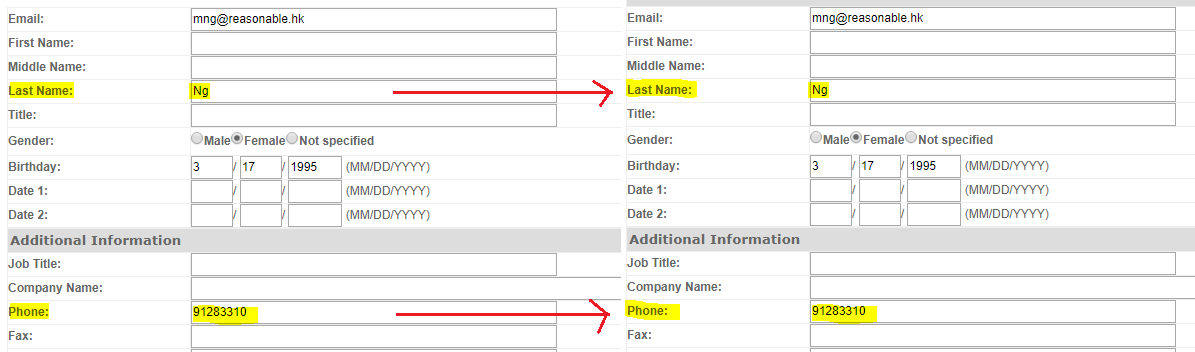 Email: mng@reasonable.hk
First Name:
Middle Name:
Last Name: Ng
Title:
Gender: Male Female Not specified
Birthday: 3 / 17 / 1995 (MM/DD/YYYY)
Date 1: / / (MM/DD/YYYY)
Date 2: / / (MM/DD/YYYY)
Additional Information
Job Title:
Company Name:
Phone: 91283310
Fax:
Email: mng@reasonable.hk
First Name:
Middle Name:
Last Name: Ng
Title:
Gender: Male Female Not specified
Birthday: 3 / 17 / 1995 (MM/DD/YYYY)
Date 1: / / (MM/DD/YYYY)
Date 2: / / (MM/DD/YYYY)
Additional Information
Job Title:
Company Name:
Phone: 91283310
Fax: